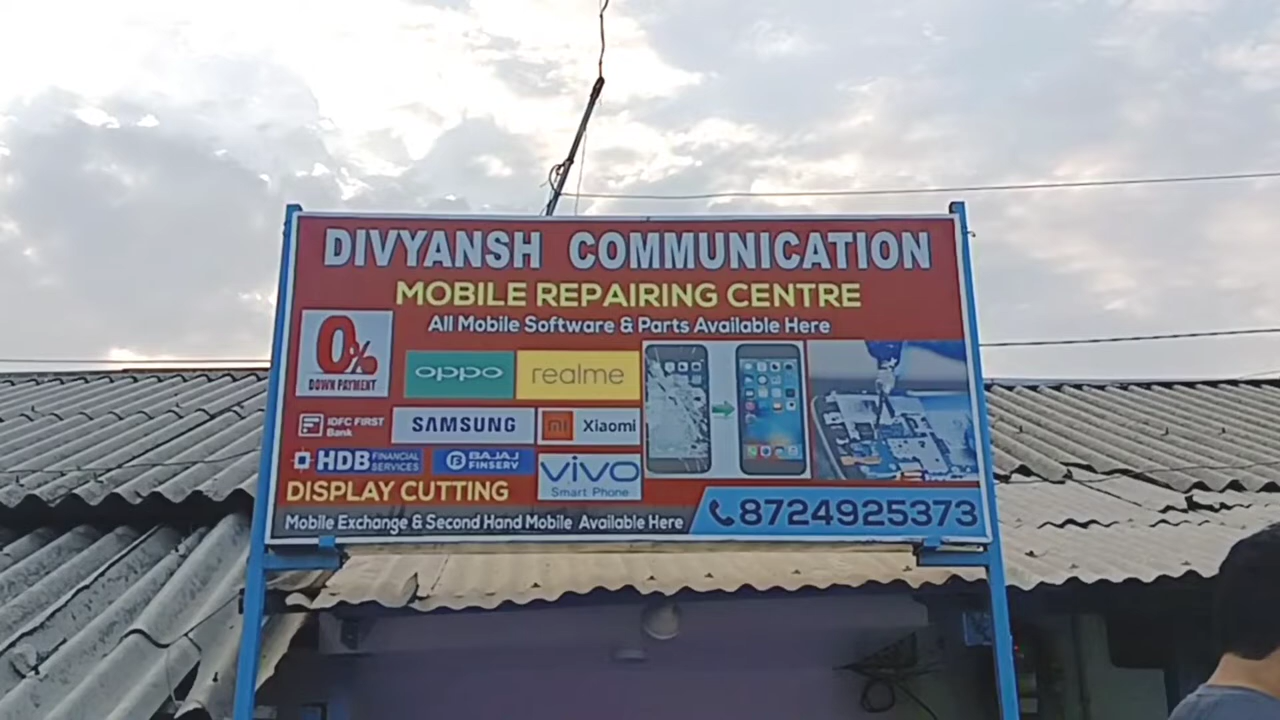 DIVYANSH COMMUNICATION
MOBILE REPAIRING CENTRE
All Mobile Software & Parts Available Here
0%
DOWN PAYMENT
oppo
realme
IDFC FIRST
Bank
SAMSUNG
mi
Xiaomi
HDB FINANCIAL
SERVICES
BAJAJ
FINSERV
vivo
Smart Phone
DISPLAY CUTTING
Mobile Exchange & Second Hand Mobile Available Here
8724925373